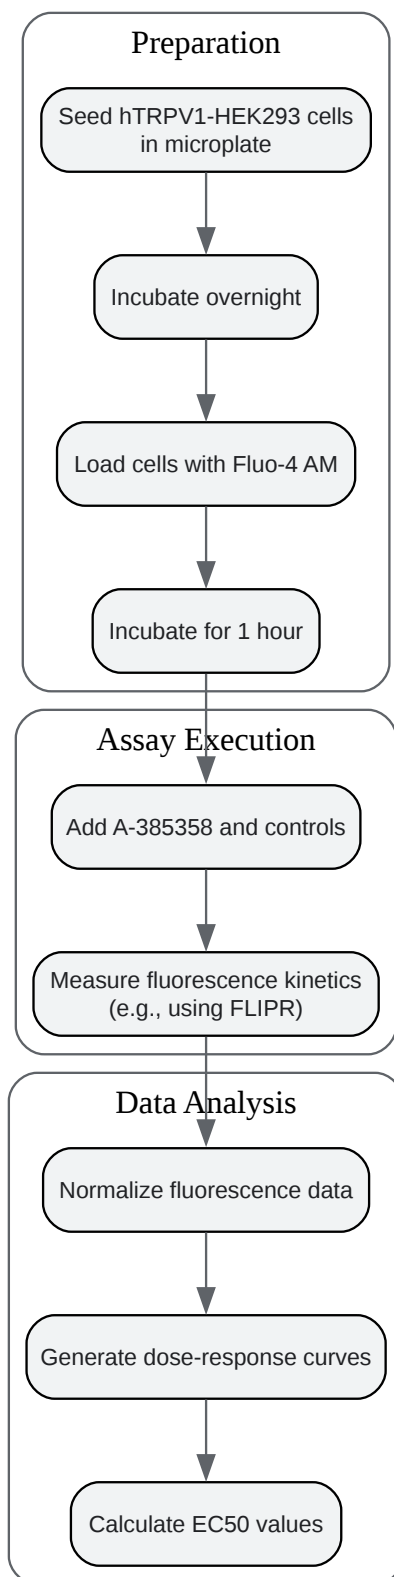 Preparation
Seed hTRPV1-HEK293 cells
in microplate
Incubate overnight
Load cells with Fluo-4 AM
Incubate for 1 hour
Assay Execution
Add A-385358 and controls
Measure fluorescence kinetics
(e.g., using FLIPR)
Data Analysis
Normalize fluorescence data
Generate dose-response curves
Calculate EC50 values